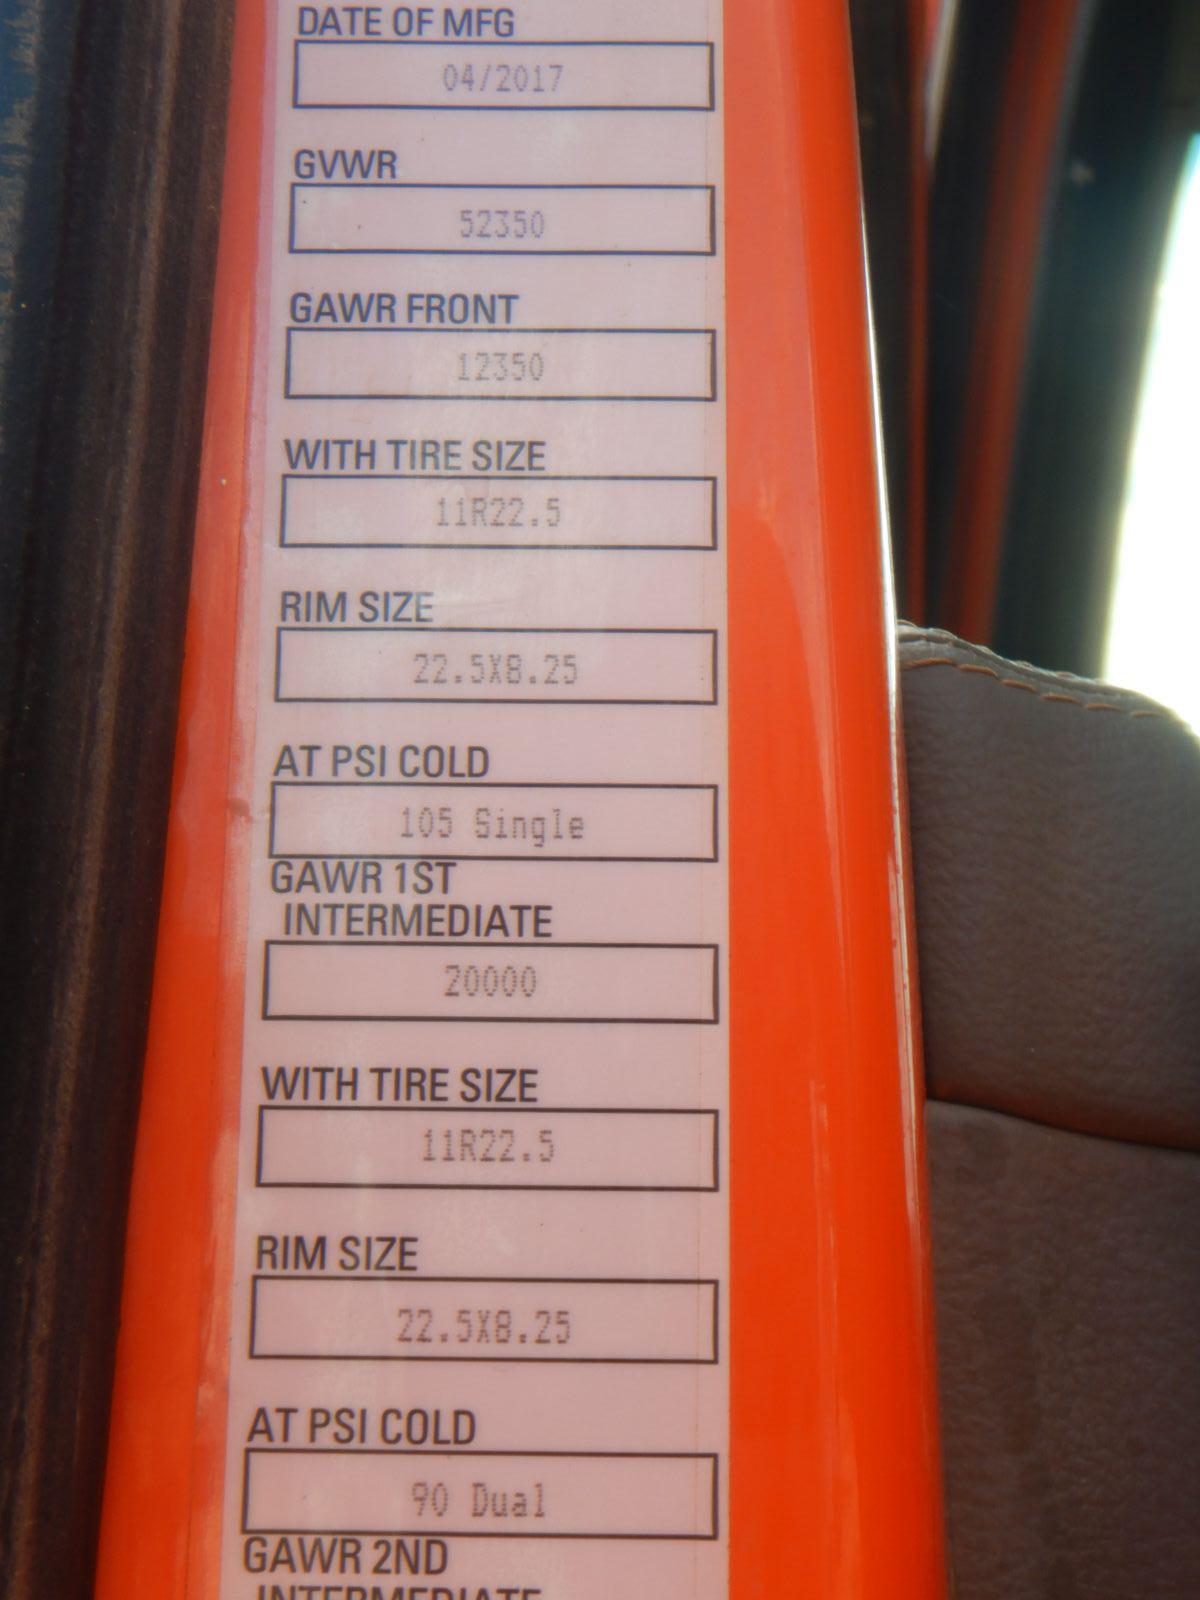 DATE OF MFG
04/2017
GVWR
52350
GAWR FRONT
12350
WITH TIRE SIZE
11R22.5
RIM SIZE
22.5X8.25
AT PSI COLD
105 Single
GAWR 1ST
INTERMEDIATE
20000
WITH TIRE SIZE
11R22.5
RIM SIZE
22.5X8.25
AT PSI COLD
90 Dual
GAWR 2ND
INTERMEDIATE